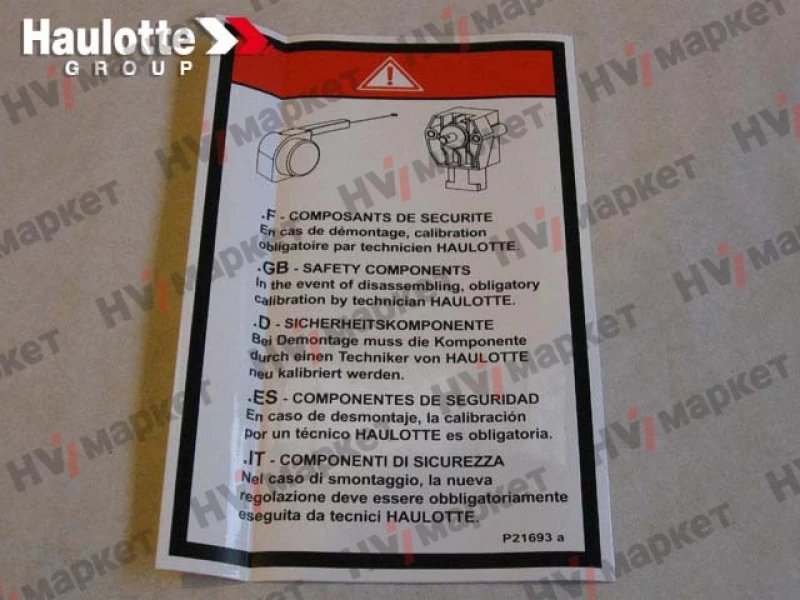 Haulotte
GROUP
.F - COMPOSANTS DE SECURITE
En cas de démontage, calibration
obligatoire par technicien HAULOTTE.
.GB - SAFETY COMPONENTS
In the event of disassembling, obligatory
calibration by technician HAULOTTE.
.D - SICHERHEITSKOMPONENTE
Bei Demontage muss die Komponente
durch einen Techniker von HAULOTTE
neu kalibriert werden.
.ES - COMPONENTES DE SEGURIDAD
En caso de desmontaje, la calibración
por un técnico HAULOTTE es obligatoria.
.IT - COMPONENTI DI SICUREZZA
Nel caso di smontaggio, la nueva
regolazione deve essere obbligatoriamente
eseguita da tecnici HAULOTTE.
P21693 a
HVi маркет